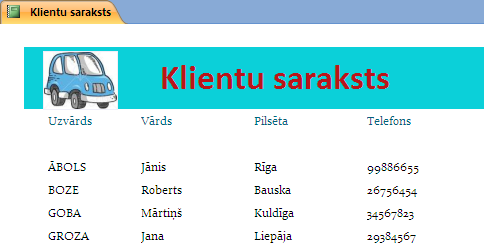 Klientu saraksts
Klientu saraksts
Uzvārds Vārds Pilsēta Telefons
ĀBOLS Jānis Rīga 99886655
BOZE Roberts Bauska 26756454
GOBA Mārtiņš Kuldīga 34567823
GROZA Jana Liepāja 29384567